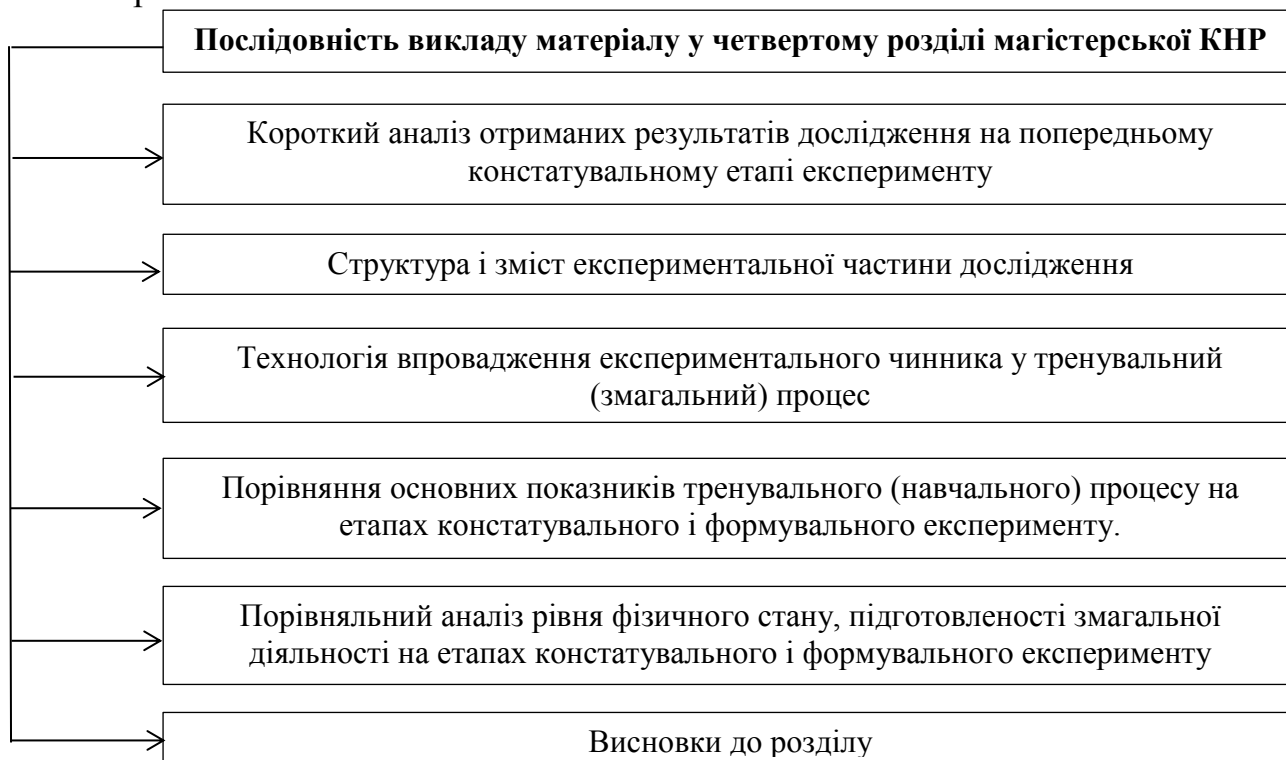 Послідовність викладу матеріалу у четвертому розділі магістерської КНР
Короткий аналіз отриманих результатів дослідження на попередньому
констатувальному етапі експерименту
Структура і зміст експериментальної частини дослідження
Технологія впровадження експериментального чинника у тренувальний
(змагальний) процес
Порівняння основних показників тренувального (навчального) процесу на
етапах констатувального і формувального експерименту.
Порівняльний аналіз рівня фізичного стану, підготовленості змагальної
діяльності на етапах констатувального і формувального експерименту
Висновки до розділу